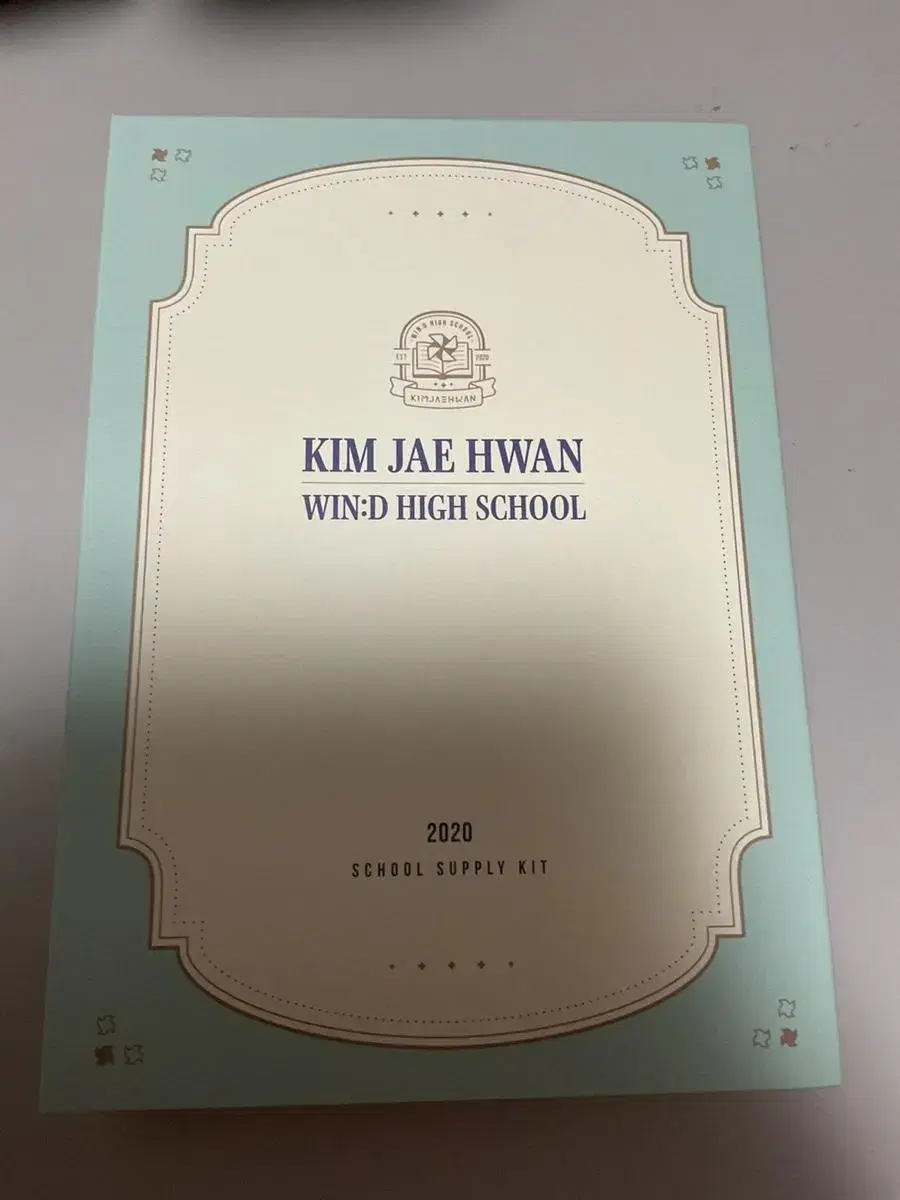 WIN:D HIGH SCHOOL
EST 2020
KIMJAEHWAN
KIM JAE HWAN
WIN:D HIGH SCHOOL
2020
SCHOOL SUPPLY KIT